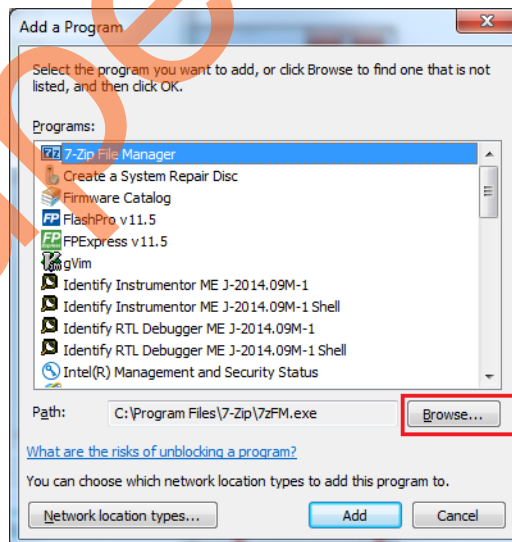 Add a Program
Select the program you want to add, or click Browse to find one that is not
listed, and then click OK.
Programs:
7-Zip File Manager
Create a System Repair Disc
Firmware Catalog
FlashPro v11.5
FPExpress v11.5
gVim
Identify Instrumentor ME J-2014.09M-1
Identify Instrumentor ME J-2014.09M-1 Shell
Identify RTL Debugger ME J-2014.09M-1
Identify RTL Debugger ME J-2014.09M-1 Shell
Intel(R) Management and Security Status
Path: C:\Program Files\7-Zip\7zFM.exe Browse...
What are the risks of unblocking a program?
You can choose which network location types to add this program to.
Network location types... Add Cancel